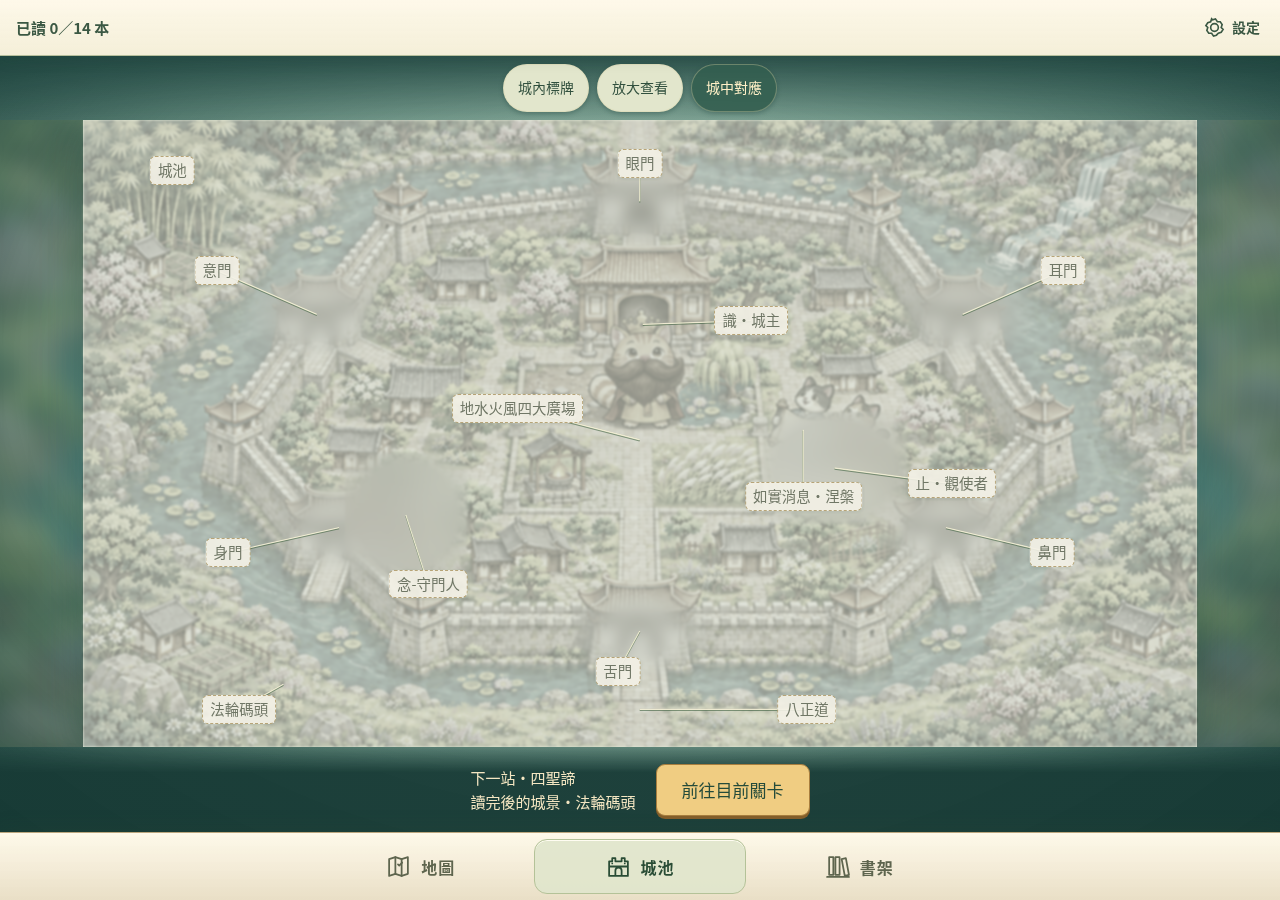 已讀 0／14 本
設定
城內標牌
放大查看
城中對應
城池
眼門
意門
耳門
識・城主
地水火風四大廣場
止・觀使者
如實消息・涅槃
身門
鼻門
念-守門人
舌門
法輪碼頭
八正道
下一站・四聖諦
讀完後的城景・法輪碼頭
前往目前關卡
地圖
城池
書架